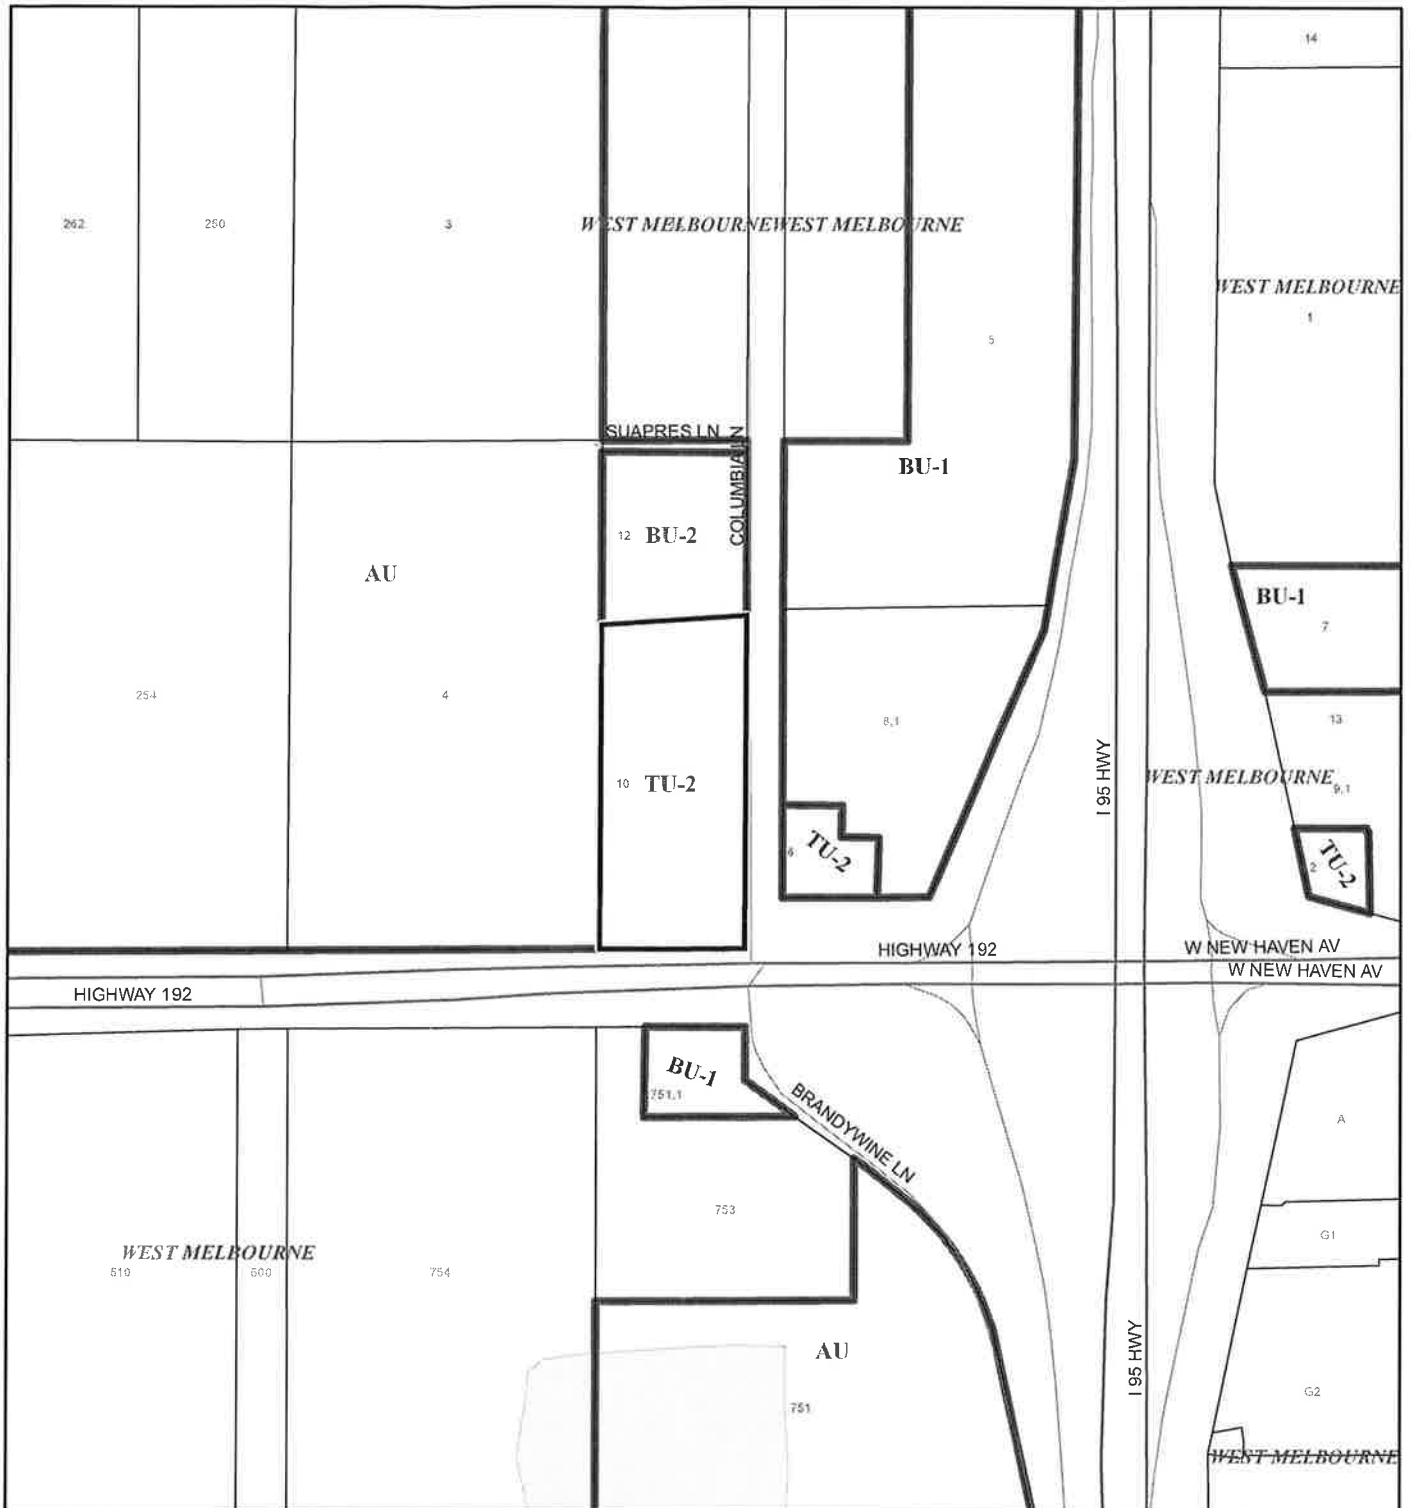 14
262
250
3
WEST MELBOURNE
WEST MELBOURNE
WEST MELBOURNE
1
5
SUAPRES LN
COLUMBIA LN
BU-1
12
BU-2
AU
BU-1
7
254
4
8,1
13
10
TU-2
I 95 HWY
WEST MELBOURNE
9,1
6
TU-2
2
TU-2
HIGHWAY 192
W NEW HAVEN AV
W NEW HAVEN AV
HIGHWAY 192
BU-1
751,1
BRANDYWINE LN
A
753
G1
WEST MELBOURNE
510
500
754
AU
I 95 HWY
751
G2
WEST MELBOURNE